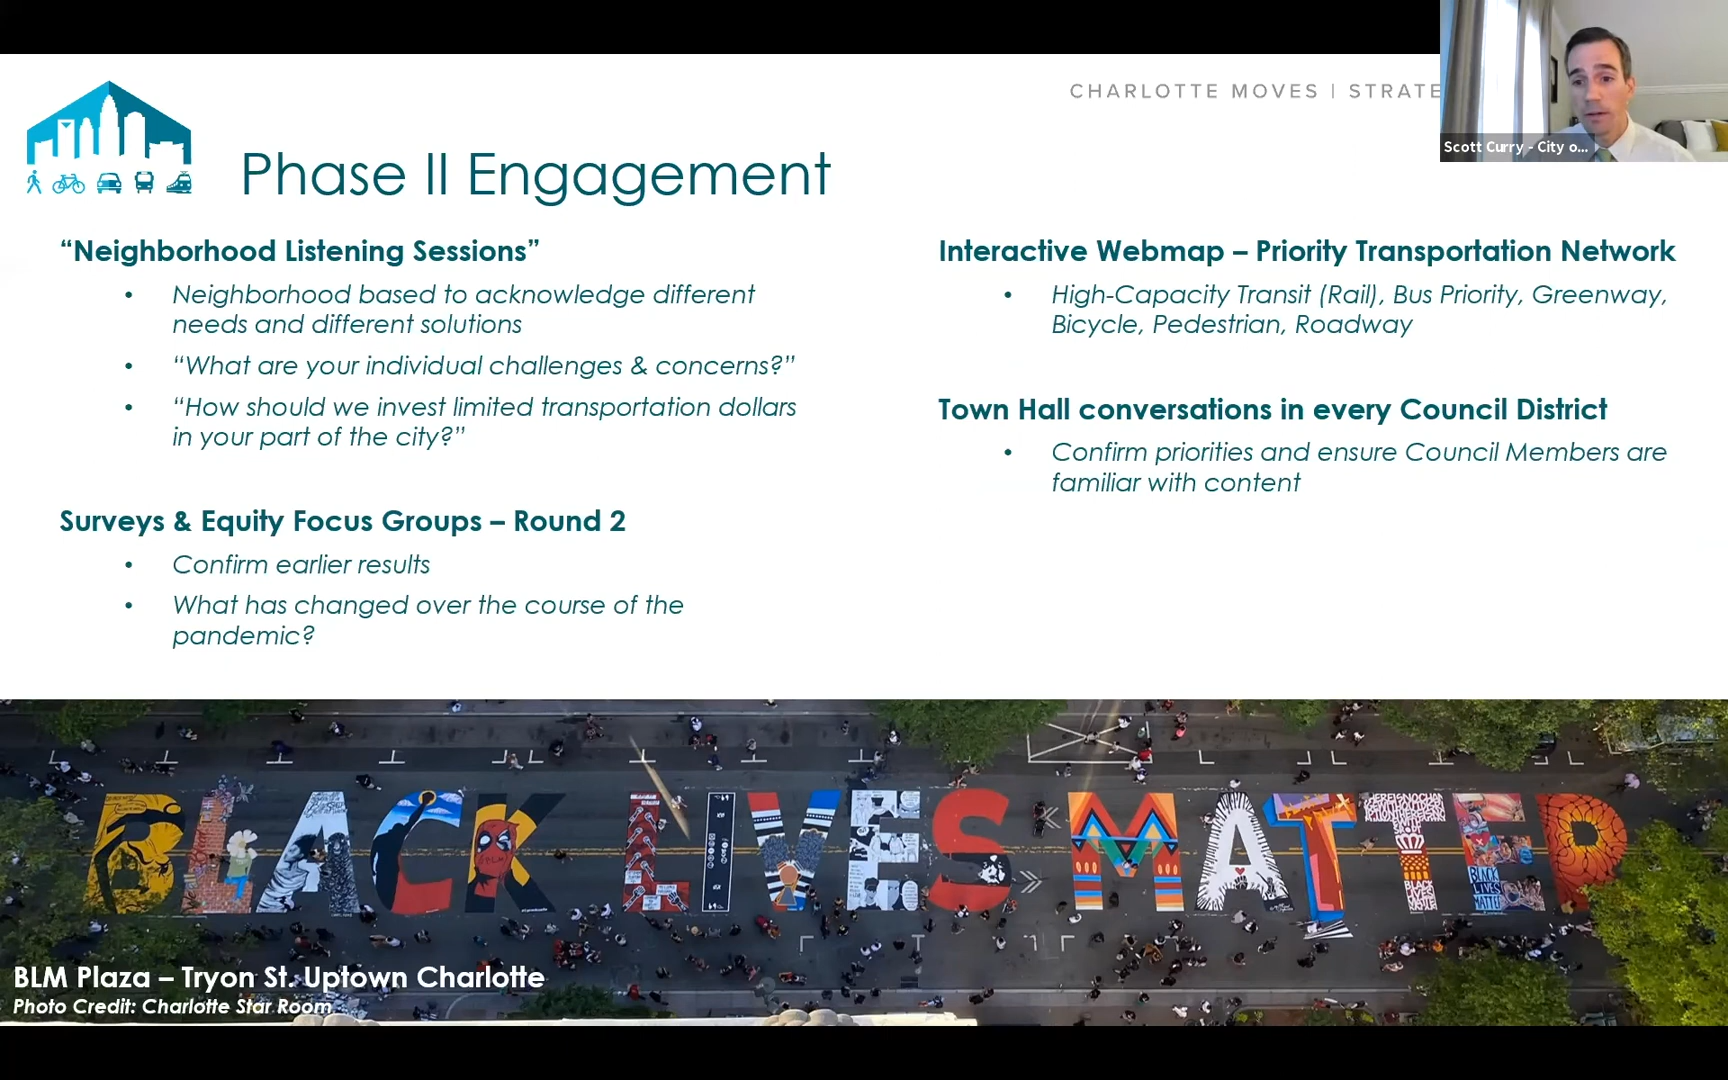 CHARLOTTE MOVES | STRATE
Scott Curry - City o...
Phase II Engagement
“Neighborhood Listening Sessions”
• Neighborhood based to acknowledge different
needs and different solutions
• “What are your individual challenges & concerns?”
• “How should we invest limited transportation dollars
in your part of the city?”
Surveys & Equity Focus Groups – Round 2
• Confirm earlier results
• What has changed over the course of the
pandemic?
Interactive Webmap – Priority Transportation Network
• High-Capacity Transit (Rail), Bus Priority, Greenway,
Bicycle, Pedestrian, Roadway
Town Hall conversations in every Council District
• Confirm priorities and ensure Council Members are
familiar with content
BLACK LIVES MATTER
BLACK
LIVES
MATTER
BLM Plaza – Tryon St. Uptown Charlotte
Photo Credit: Charlotte Star Room